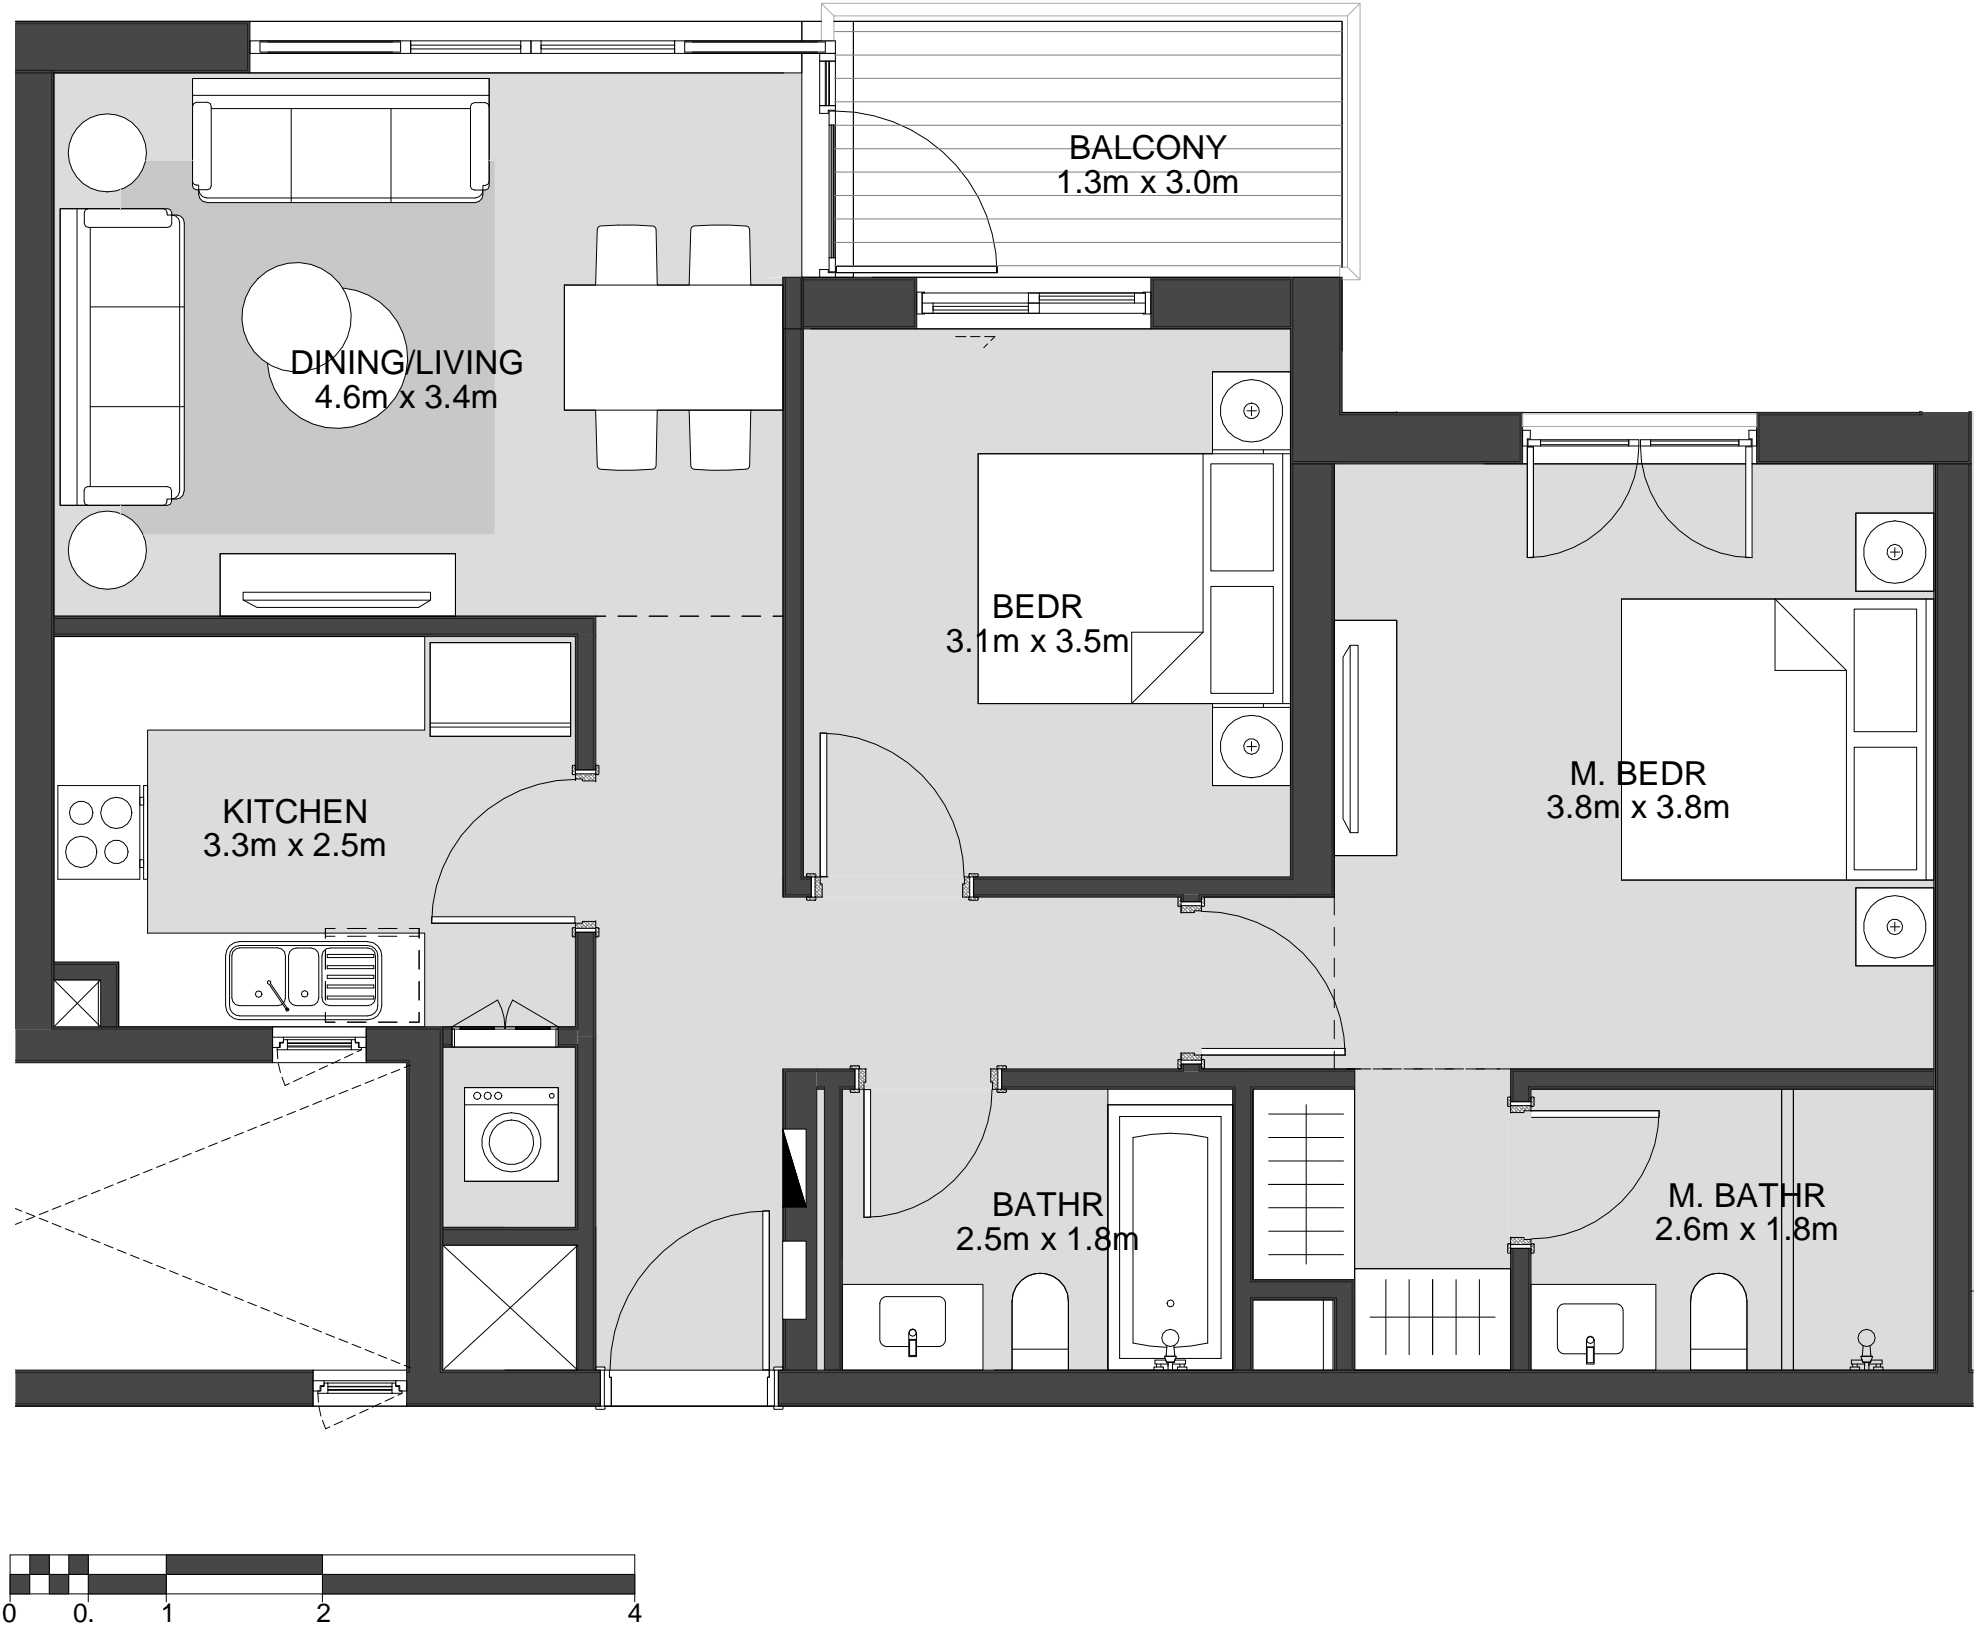 BALCONY
1.3m x 3.0m
DINING/LIVING
4.6m x 3.4m
BEDR
3.1m x 3.5m
M. BEDR
3.8m x 3.8m
KITCHEN
3.3m x 2.5m
BATHR
2.5m x 1.8m
M. BATHR
2.6m x 1.8m
0 0. 1 2 4